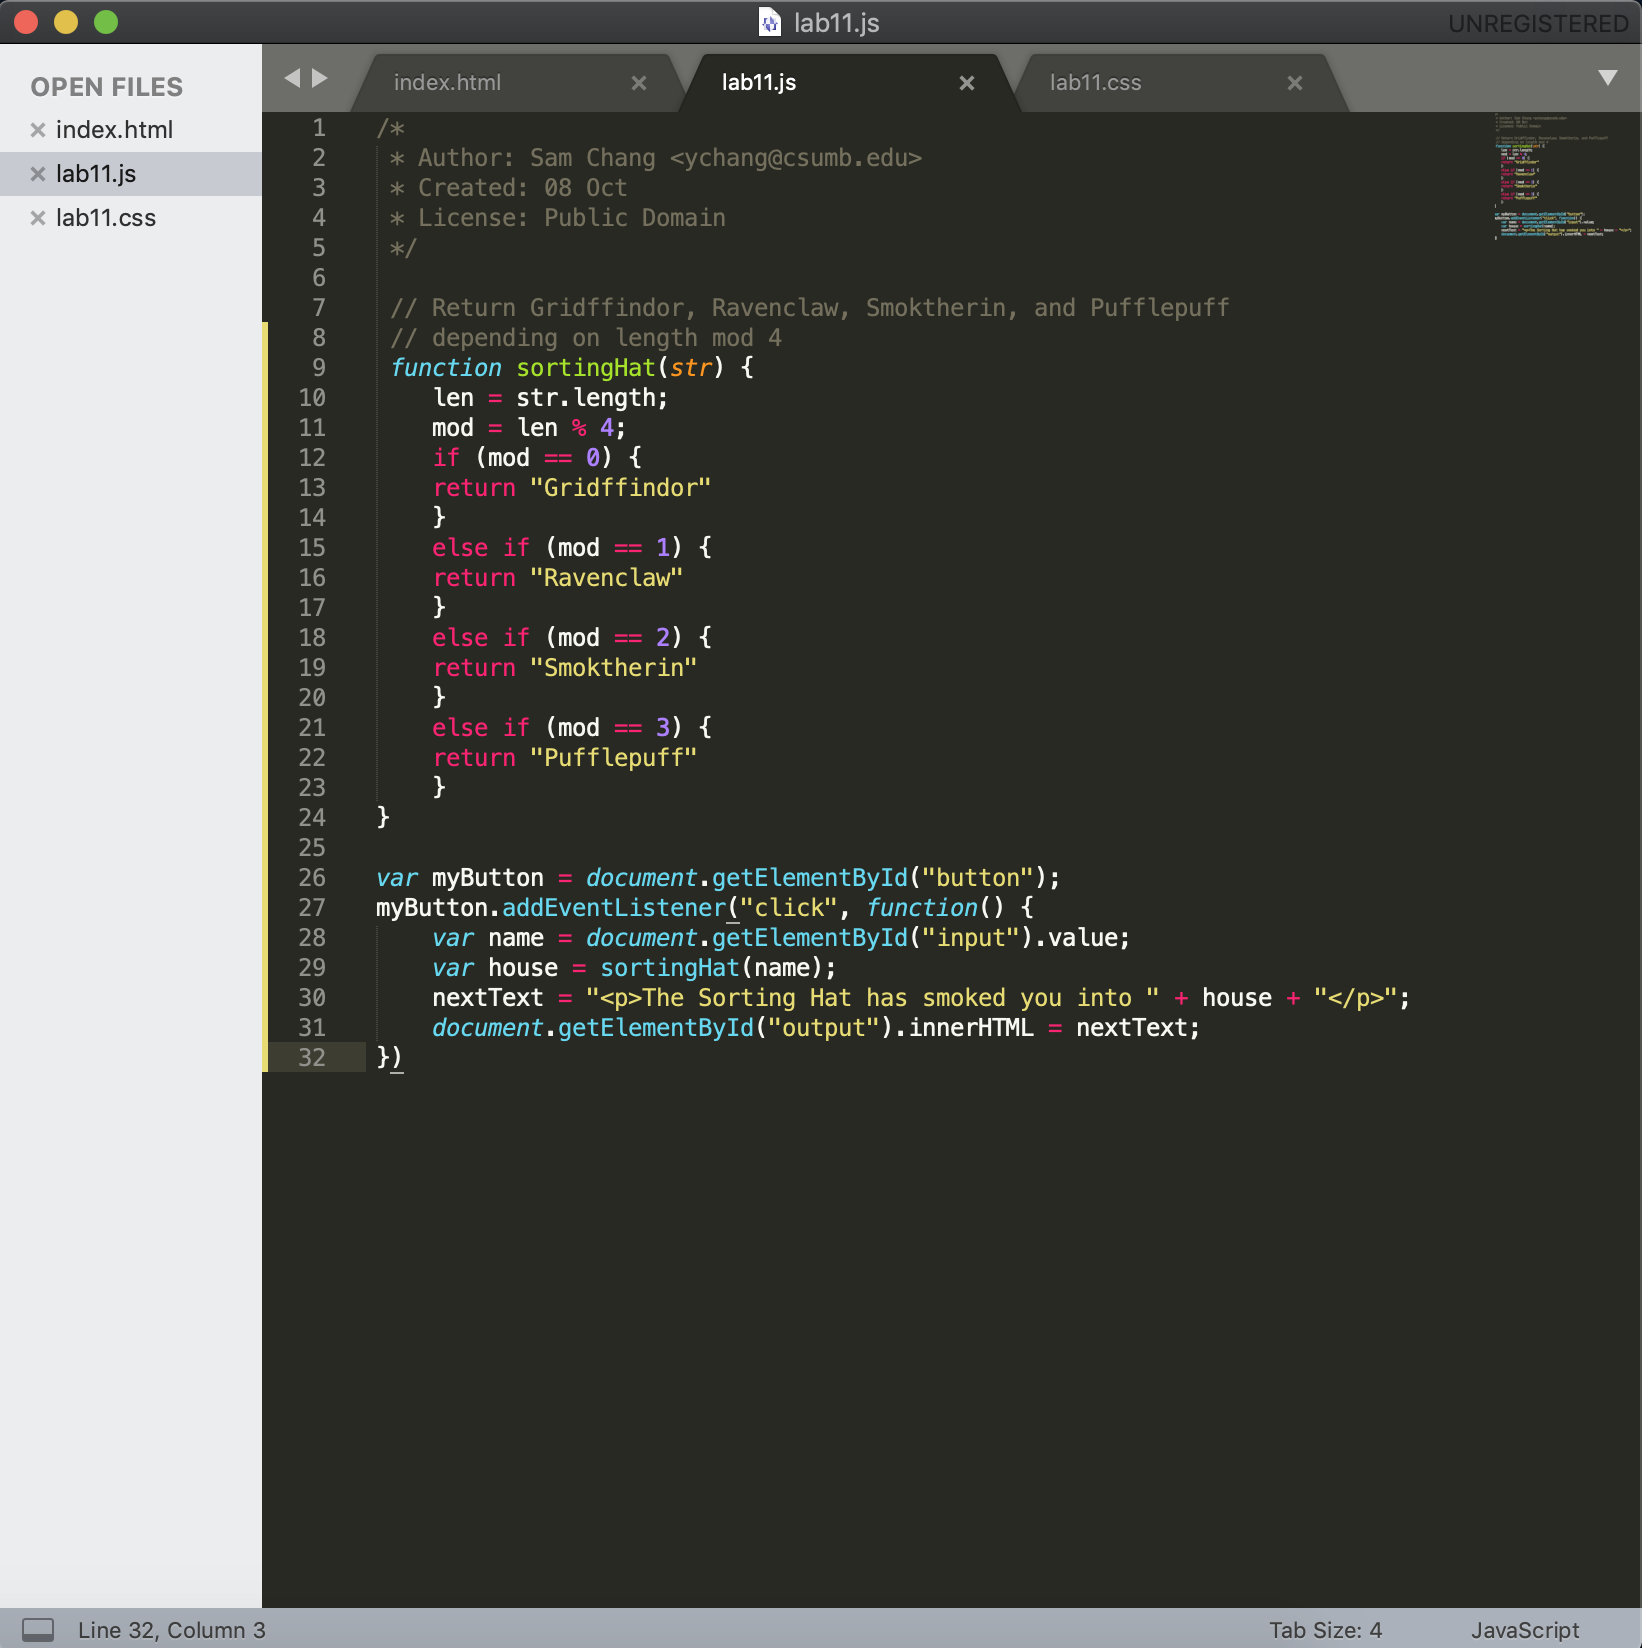 lab11.js
UNREGISTERED
OPEN FILES
index.html
lab11.js
lab11.css
index.html
lab11.js
lab11.css
1 /*
2 * Author: Sam Chang <ychang@csumb.edu>
3 * Created: 08 Oct
4 * License: Public Domain
5 */
6
7 // Return Gridffindor, Ravenclaw, Smoktherin, and Pufflepuff
8 // depending on length mod 4
9 function sortingHat(str) {
10 len = str.length;
11 mod = len % 4;
12 if (mod == 0) {
13 return "Gridffindor"
14 }
15 else if (mod == 1) {
16 return "Ravenclaw"
17 }
18 else if (mod == 2) {
19 return "Smoktherin"
20 }
21 else if (mod == 3) {
22 return "Pufflepuff"
23 }
24 }
25
26 var myButton = document.getElementById("button");
27 myButton.addEventListener("click", function() {
28 var name = document.getElementById("input").value;
29 var house = sortingHat(name);
30 nextText = "<p>The Sorting Hat has smoked you into " + house + "</p>";
31 document.getElementById("output").innerHTML = nextText;
32 })
Line 32, Column 3
Tab Size: 4
JavaScript